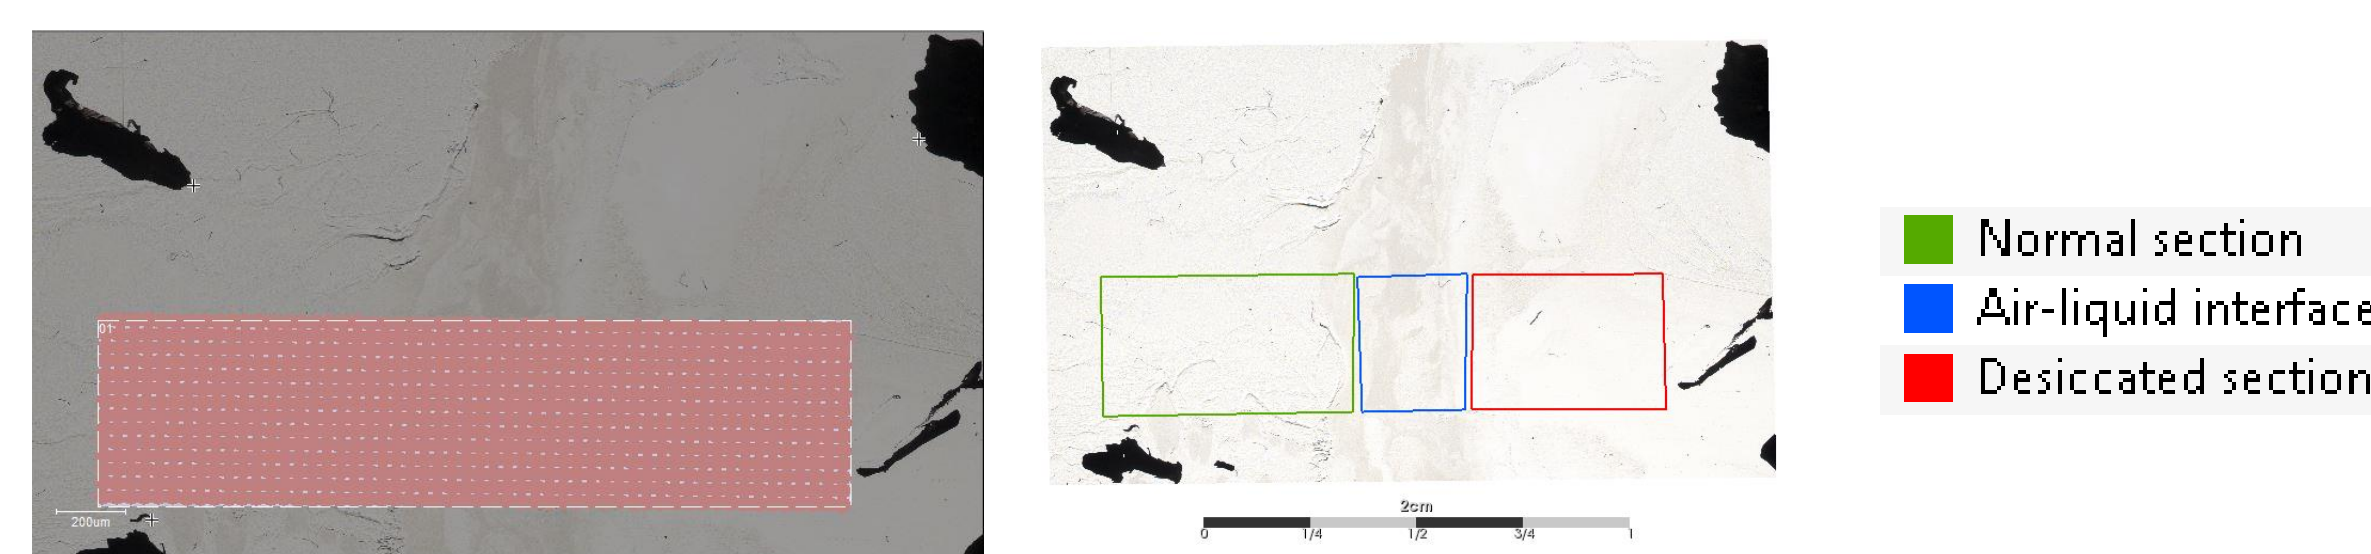 01
200um
2cm
0 1/4 1/2 3/4 1
Normal section
Air-liquid interface
Desiccated section